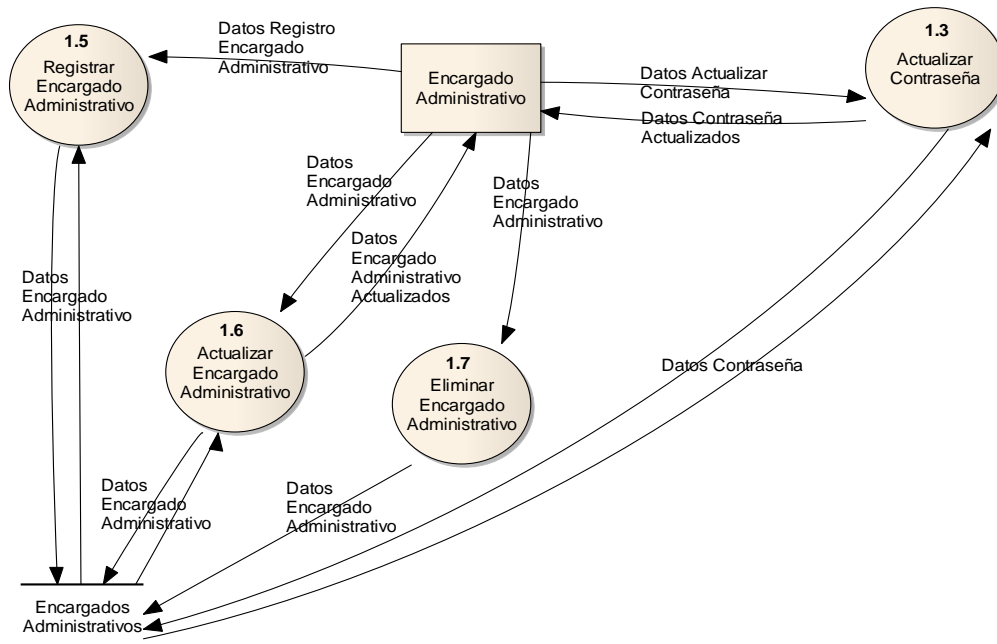 1.5
Registrar
Encargado
Administrativo
Datos Registro
Encargado
Administrativo
Encargado
Administrativo
Datos Actualizar
Contraseña
Datos Contraseña
Actualizados
1.3
Actualizar
Contraseña
Datos
Encargado
Administrativo
Datos
Encargado
Administrativo
Datos
Encargado
Administrativo
Actualizados
Datos
Encargado
Administrativo
1.6
Actualizar
Encargado
Administrativo
1.7
Eliminar
Encargado
Administrativo
Datos Contraseña
Datos
Encargado
Administrativo
Datos
Encargado
Administrativo
Encargados
Administrativos